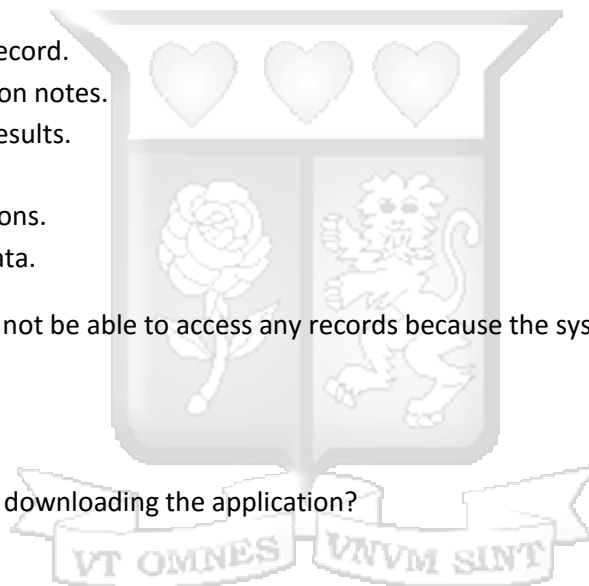 ecord.
on notes.
esults.
ons.
ata.
not be able to access any records because the sys
downloading the application?
VT OMNES VNVM SINT